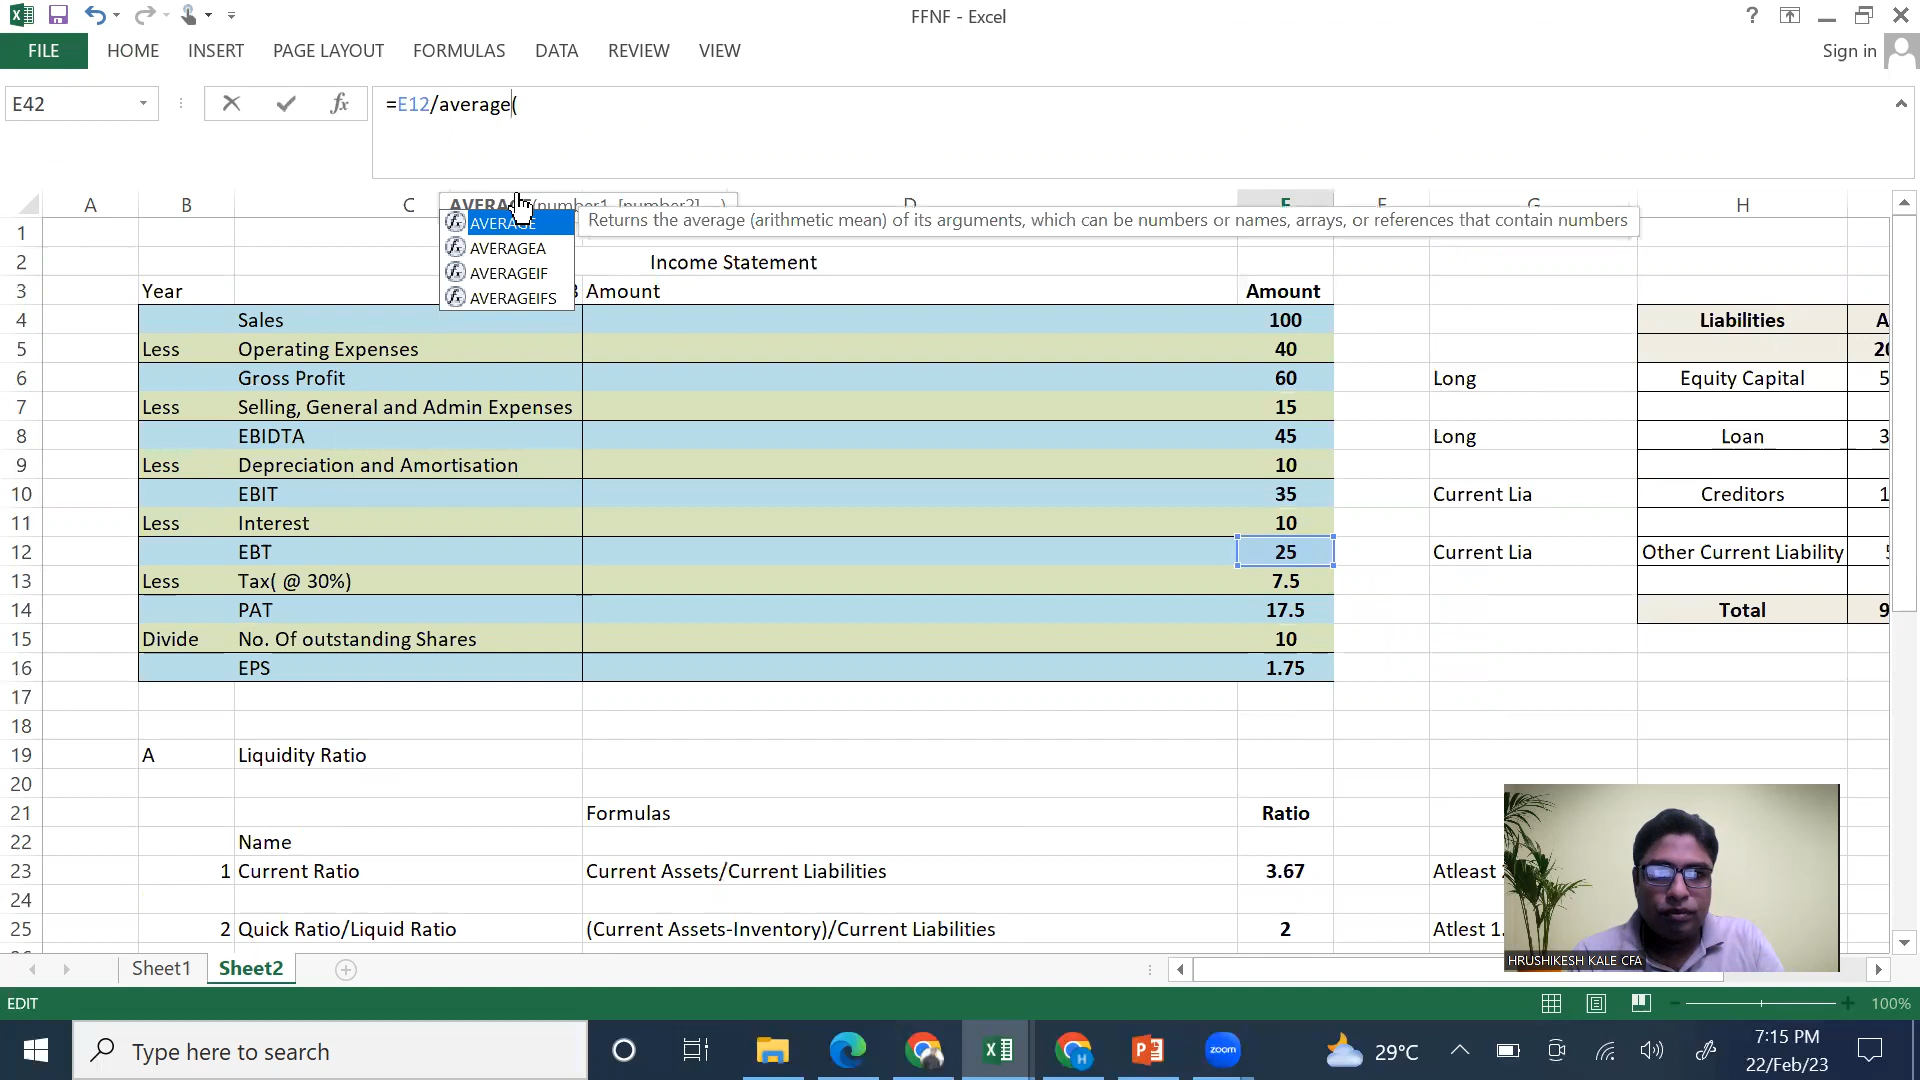 FFNF - Excel
?
FILE HOME INSERT PAGE LAYOUT FORMULAS DATA REVIEW VIEW Sign in
E42 fx =E12/average(
A B C D E F G H
AVERAGE
AVERAGEA
AVERAGEIF
AVERAGEIFS
Returns the average (arithmetic mean) of its arguments, which can be numbers or names, arrays, or references that contain numbers
1
2 Income Statement
3 Year Amount Amount
4 Sales 100 Liabilities
5 Less Operating Expenses 40
6 Gross Profit 60 Long Equity Capital
7 Less Selling, General and Admin Expenses 15
8 EBIDTA 45 Long Loan
9 Less Depreciation and Amortisation 10
10 EBIT 35 Current Lia Creditors
11 Less Interest 10
12 EBT 25 Current Lia Other Current Liability
13 Less Tax( @ 30%) 7.5
14 PAT 17.5 Total
15 Divide No. Of outstanding Shares 10
16 EPS 1.75
17
18
19 A Liquidity Ratio
20
21 Formulas Ratio
22 Name
23 1 Current Ratio Current Assets/Current Liabilities 3.67 Atleast
24
25 2 Quick Ratio/Liquid Ratio (Current Assets-Inventory)/Current Liabilities 2 Atlest 1.
HRUSHIKESH KALE CFA
Sheet1 Sheet2
EDIT 100%
Type here to search zoom 29°C 7:15 PM
22/Feb/23